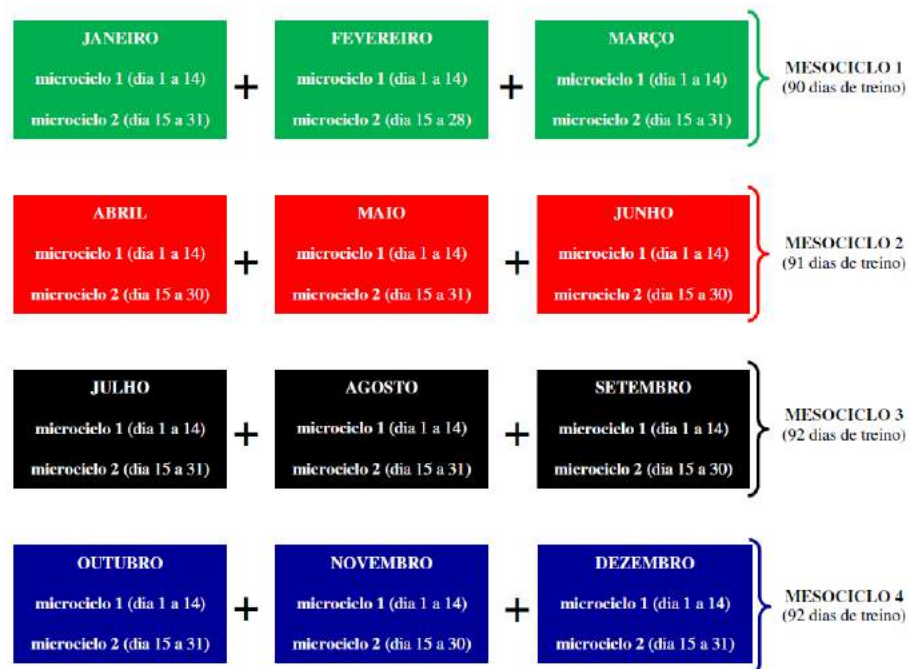 JANEIRO
microciclo 1 (dia 1 a 14)
microciclo 2 (dia 15 a 31)
+
FEVEREIRO
microciclo 1 (dia 1 a 14)
microciclo 2 (dia 15 a 28)
+
MARÇO
microciclo 1 (dia 1 a 14)
microciclo 2 (dia 15 a 31)
MESOCICLO 1
(90 dias de treino)
ABRIL
microciclo 1 (dia 1 a 14)
microciclo 2 (dia 15 a 30)
+
MAIO
microciclo 1 (dia 1 a 14)
microciclo 2 (dia 15 a 31)
+
JUNHO
microciclo 1 (dia 1 a 14)
microciclo 2 (dia 15 a 30)
MESOCICLO 2
(91 dias de treino)
JULHO
microciclo 1 (dia 1 a 14)
microciclo 2 (dia 15 a 31)
+
AGOSTO
microciclo 1 (dia 1 a 14)
microciclo 2 (dia 15 a 31)
+
SETEMBRO
microciclo 1 (dia 1 a 14)
microciclo 2 (dia 15 a 30)
MESOCICLO 3
(92 dias de treino)
OUTUBRO
microciclo 1 (dia 1 a 14)
microciclo 2 (dia 15 a 31)
+
NOVEMBRO
microciclo 1 (dia 1 a 14)
microciclo 2 (dia 15 a 30)
+
DEZEMBRO
microciclo 1 (dia 1 a 14)
microciclo 2 (dia 15 a 31)
MESOCICLO 4
(92 dias de treino)